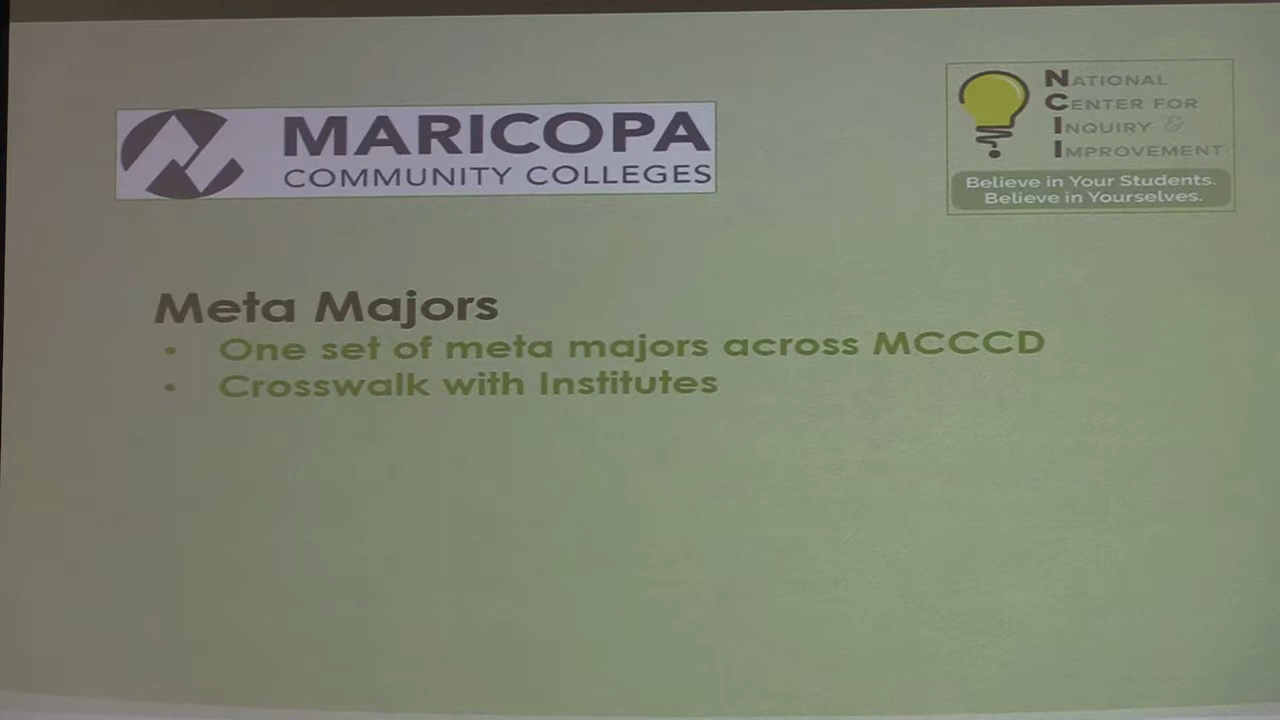 MARICOPA
COMMUNITY COLLEGES
NATIONAL
CENTER FOR
INQUIRY &
IMPROVEMENT
Believe in Your Students.
Believe in Yourselves.
Meta Majors
• One set of meta majors across MCCCD
• Crosswalk with Institutes